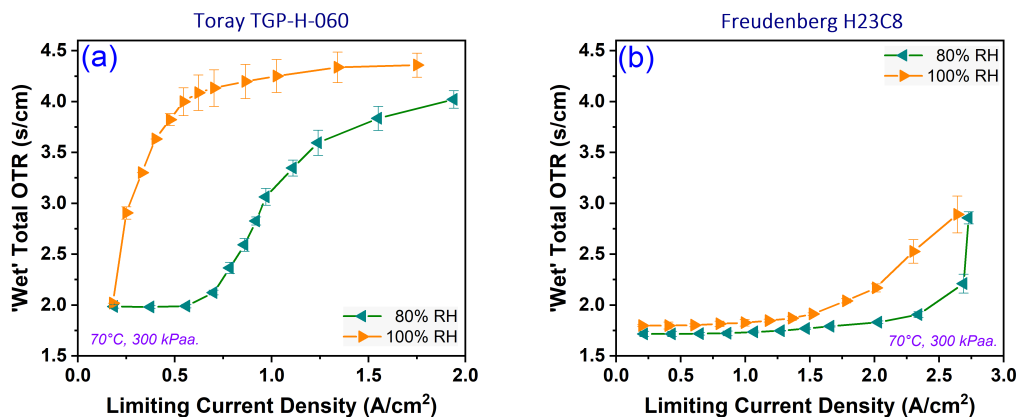 Toray TGP-H-060
(a)
'Wet' Total OTR (s/cm)
4.5
4.0
3.5
3.0
2.5
2.0
1.5
80% RH
100% RH
70°C, 300 kPaa.
0.0 0.5 1.0 1.5 2.0
Limiting Current Density (A/cm²)
Freudenberg H23C8
(b)
'Wet' Total OTR (s/cm)
4.5
4.0
3.5
3.0
2.5
2.0
1.5
80% RH
100% RH
70°C, 300 kPaa.
0.0 0.5 1.0 1.5 2.0 2.5 3.0
Limiting Current Density (A/cm²)